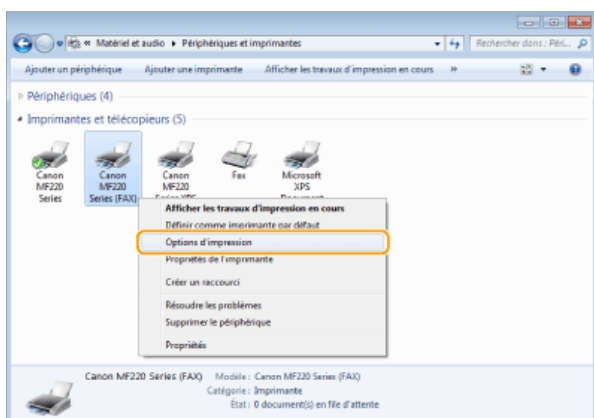 « Matériel et audio ▸ Périphériques et imprimantes
Rechercher dans : Péri...
Ajouter un périphérique Ajouter une imprimante Afficher les travaux d'impression en cours »
Périphériques (4)
Imprimantes et télécopieurs (5)
Canon MF220 Series
Canon MF220 Series (FAX)
Canon MF220 Series XPS
Fax
Microsoft XPS Document
Afficher les travaux d'impression en cours
Définir comme imprimante par défaut
Options d'impression
Propriétés de l'imprimante
Créer un raccourci
Résoudre les problèmes
Supprimer le périphérique
Propriétés
Canon MF220 Series (FAX) Modèle : Canon MF220 Series (FAX)
Catégorie : Imprimante
État : 0 document(s) en file d'attente